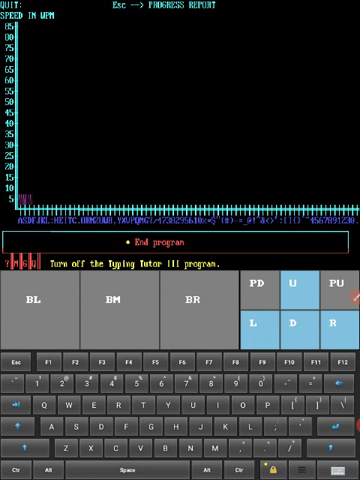 QUIT: Esc --> PROGRESS REPORT
SPEED IN WPM
85
80
75
70
65
60
55
50
45
40
35
30
25
20
15
10
5
End program
Y M G Q Turn off the Typing Tutor III program.
BL BM BR PD U PU
L D R
Esc F1 F2 F3 F4 F5 F6 F7 F8 F9 F10 F11 F12
~ ` ! 1 @ 2 # 3 $ 4 % 5 ^ 6 & 7 * 8 ( 9 ) 0 _ - + =
Q W E R T Y U I O P { [ } ] | \
A S D F G H J K L : ; " '
Z X C V B N M < , > . ? /
Ctr Alt Space Alt Ctr